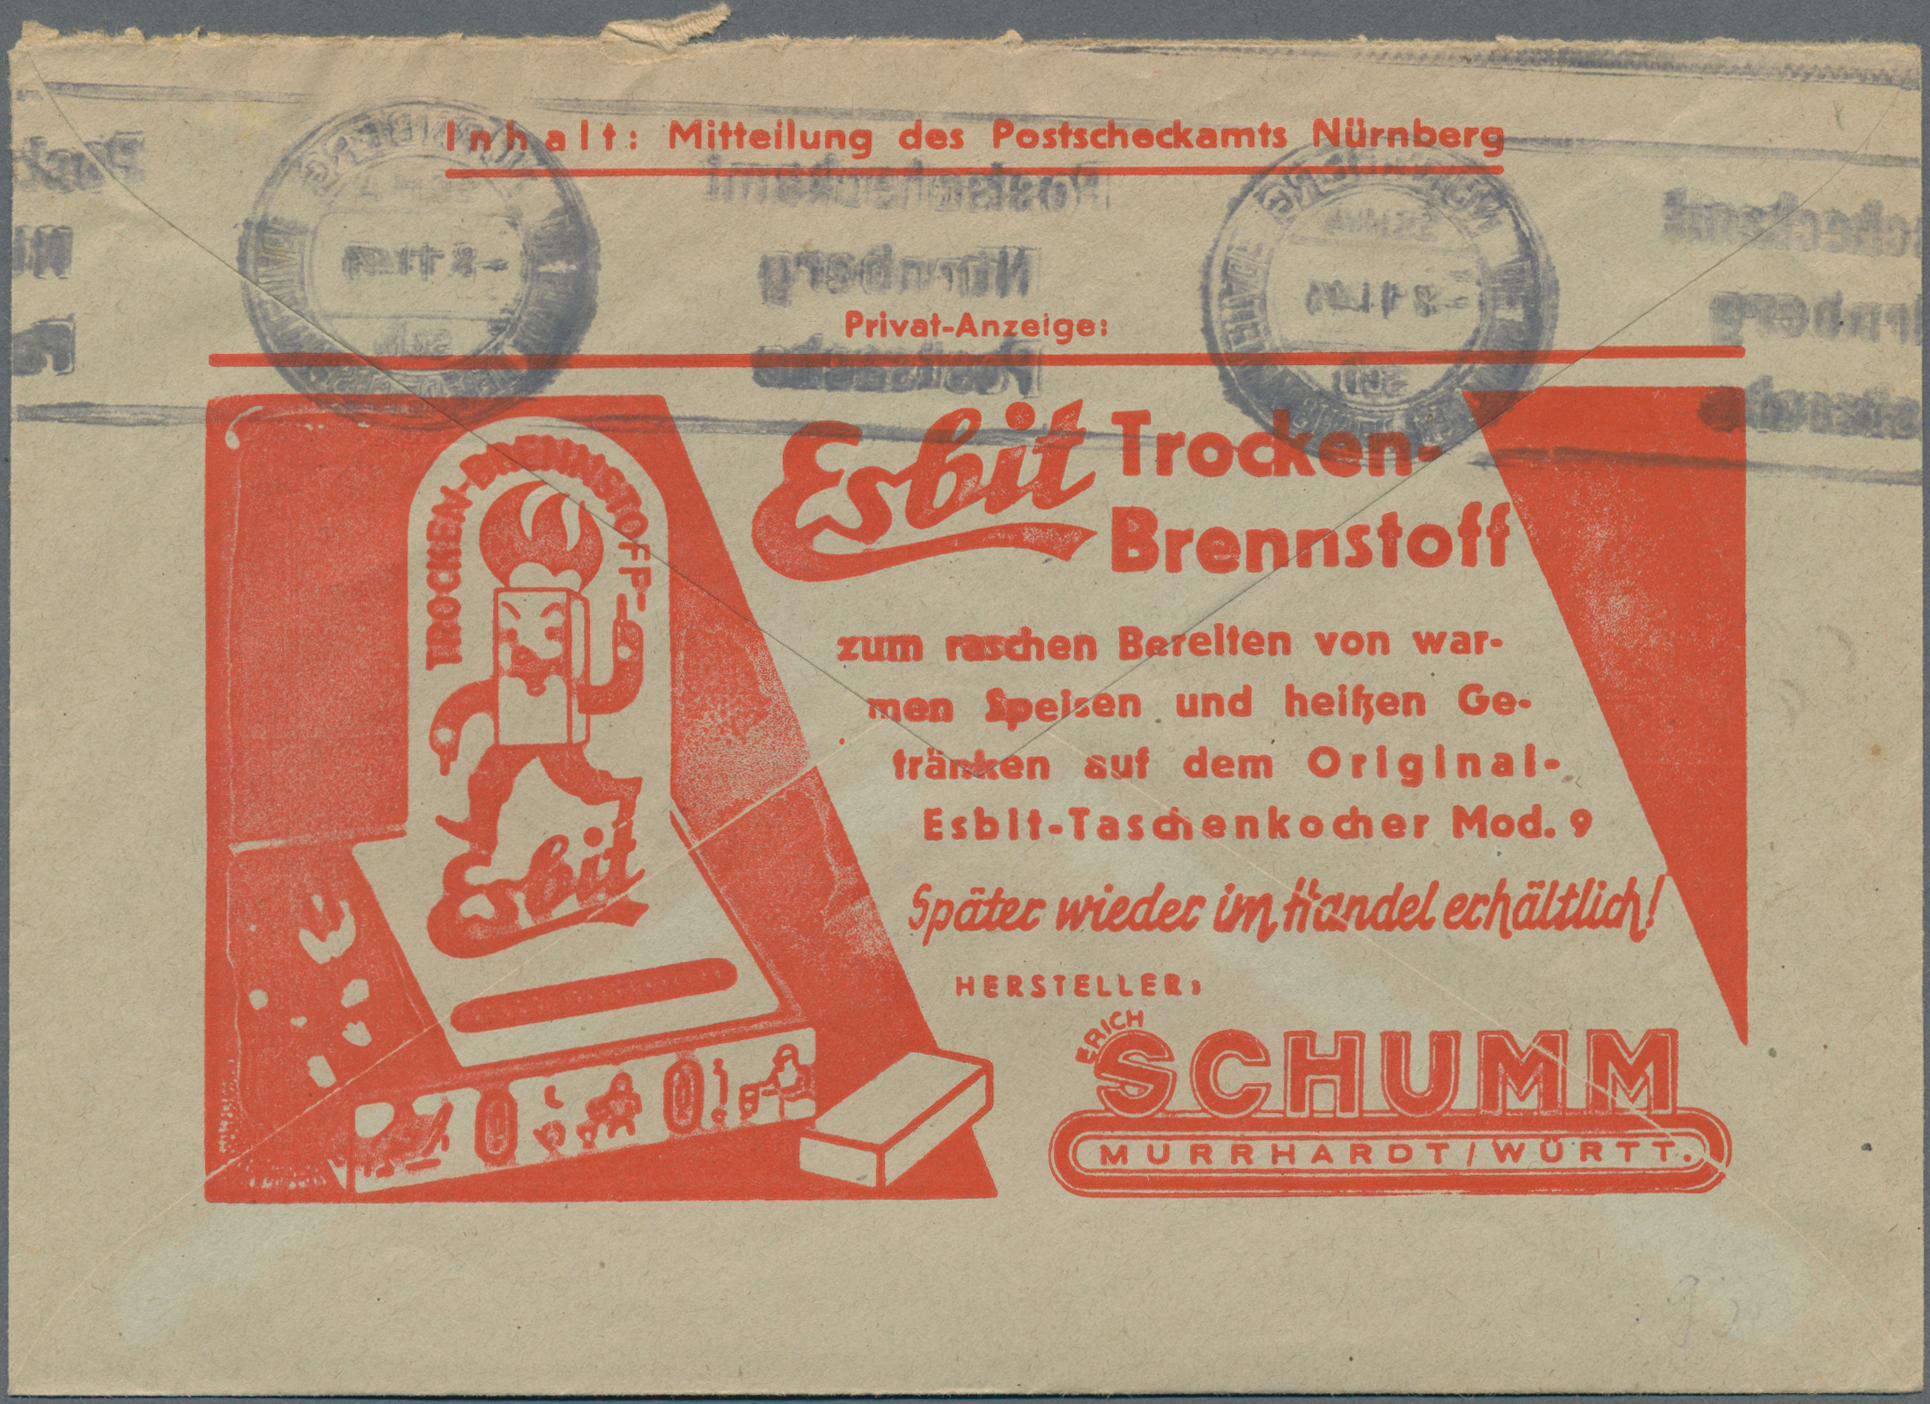 Inhalt: Mitteilung des Postscheckamts Nürnberg
Postscheckamt
Nürnberg
Privat-Anzeige:
Postsache
TROCKEN-BRENNSTOFF
Esbit
Esbit Trocken-
Brennstoff
zum raschen Bereiten von war-
men Speisen und heißen Ge-
tränken auf dem Original-
Esbit-Taschenkocher Mod. 9
Später wieder im Handel erhältlich!
HERSTELLER:
ERICH
SCHUMM
MURRHARDT/WÜRTT.